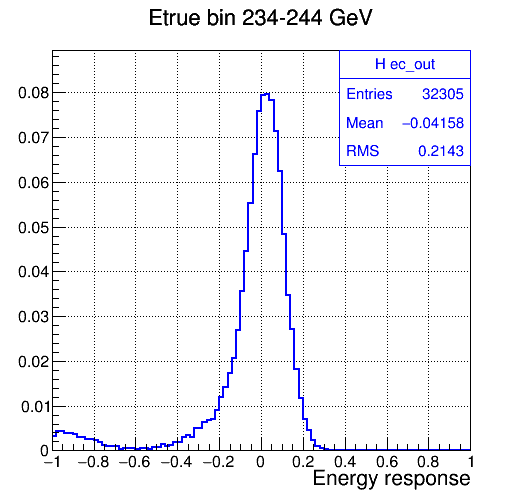 Etrue bin 234-244 GeV
H ec_out
Entries 32305
Mean −0.04158
RMS 0.2143
0.08
0.07
0.06
0.05
0.04
0.03
0.02
0.01
0
−1 −0.8 −0.6 −0.4 −0.2 0 0.2 0.4 0.6 0.8 1
Energy response